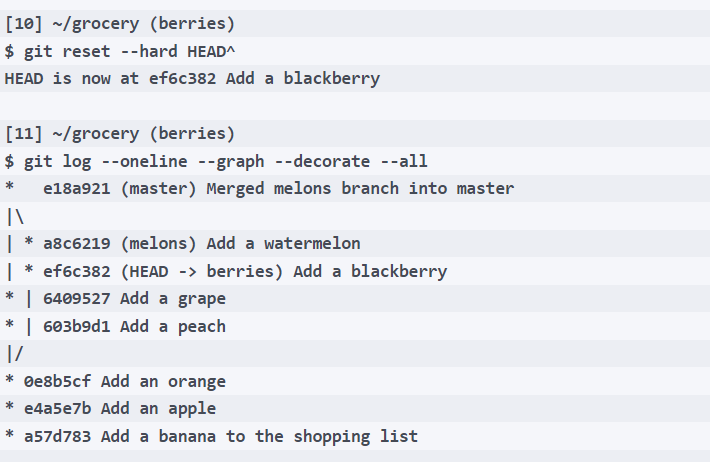 [10] ~/grocery (berries)
$ git reset --hard HEAD^
HEAD is now at ef6c382 Add a blackberry

[11] ~/grocery (berries)
$ git log --oneline --graph --decorate --all
*   e18a921 (master) Merged melons branch into master
|\
| * a8c6219 (melons) Add a watermelon
| * ef6c382 (HEAD -> berries) Add a blackberry
* | 6409527 Add a grape
* | 603b9d1 Add a peach
|/
* 0e8b5cf Add an orange
* e4a5e7b Add an apple
* a57d783 Add a banana to the shopping list